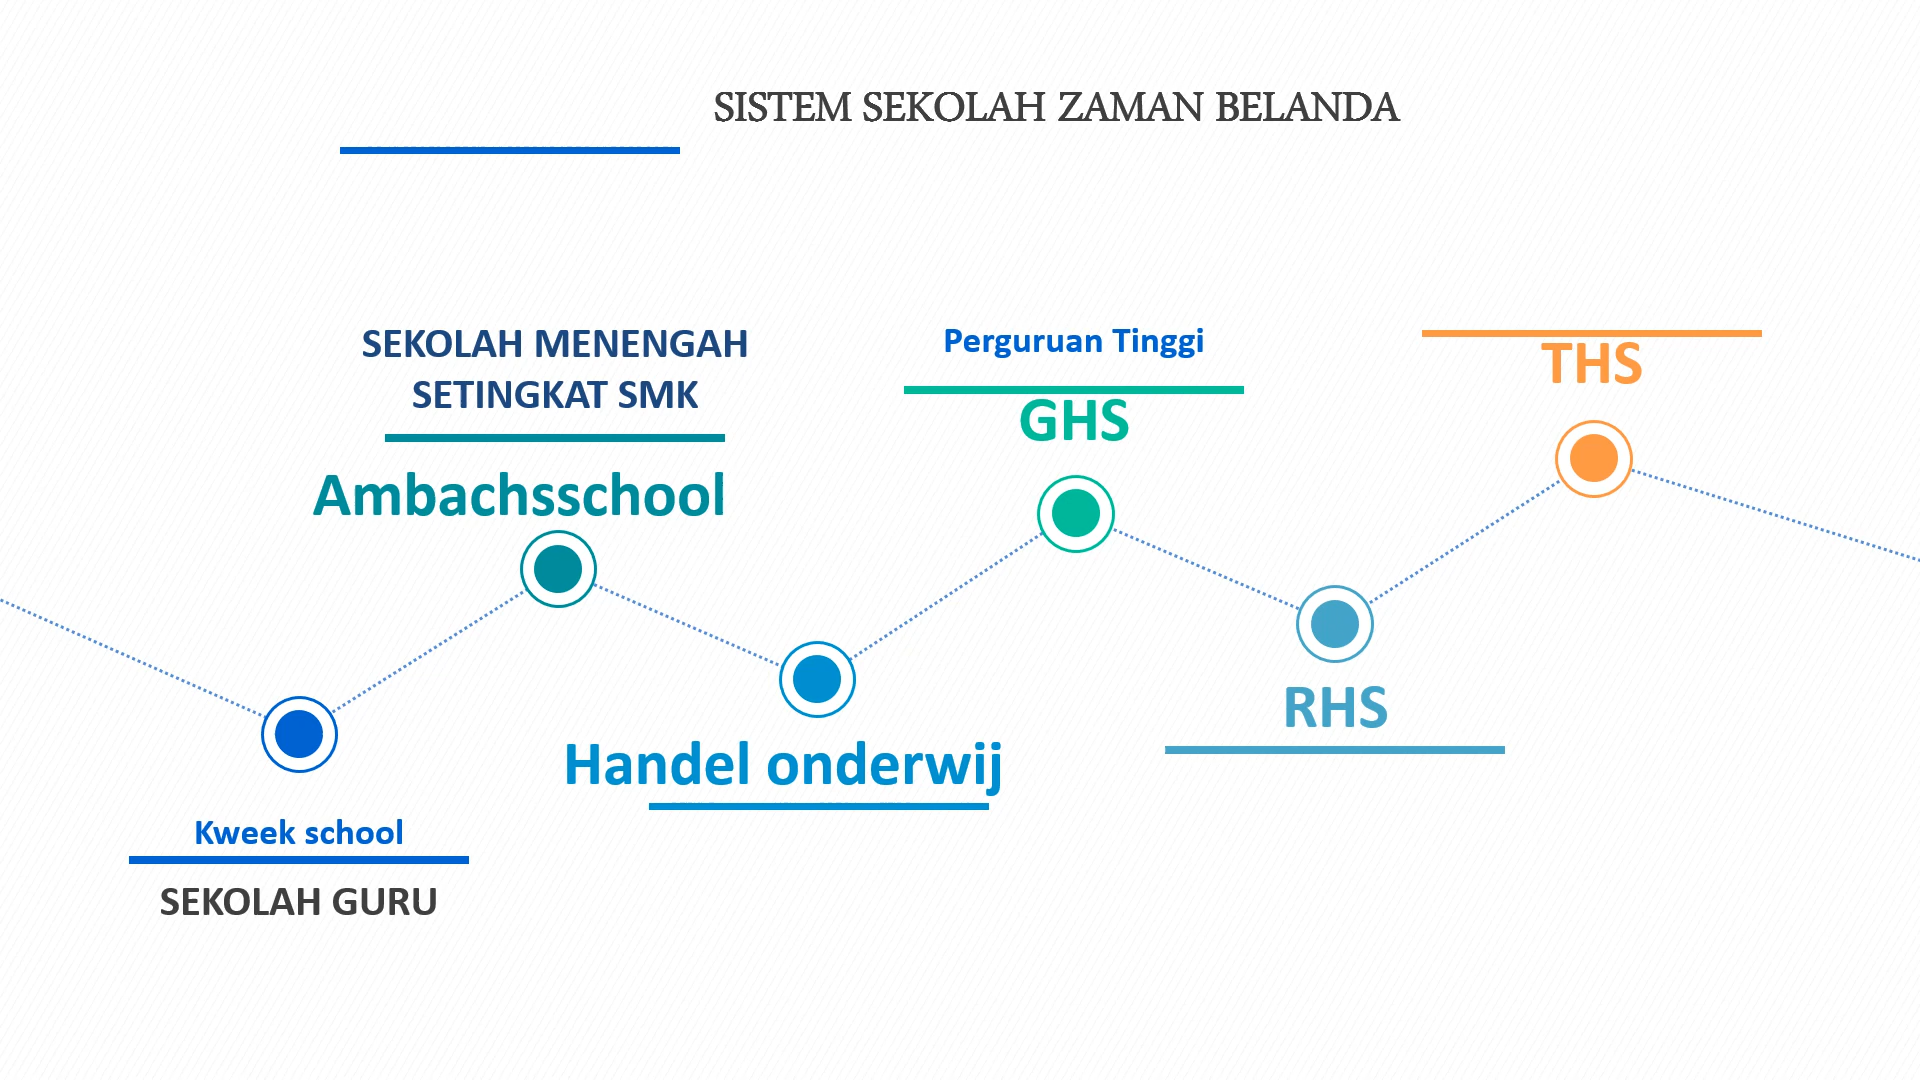 SISTEM SEKOLAH ZAMAN BELANDA
SEKOLAH MENENGAH
SETINGKAT SMK
Ambachsschool
Perguruan Tinggi
GHS
THS
Handel onderwij
RHS
Kweek school
SEKOLAH GURU